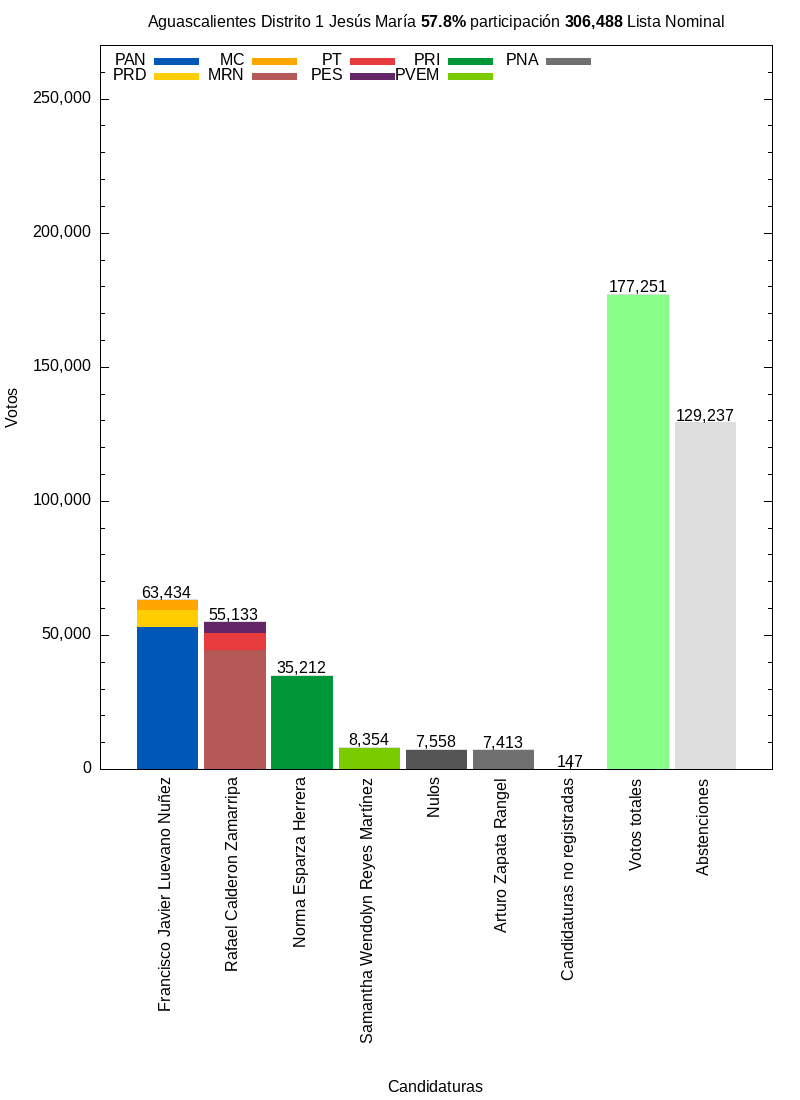 Aguascalientes Distrito 1 Jesús María 57.8% participación 306,488 Lista Nominal
PAN MC PT PRI PNA
PRD MRN PES PVEM
250,000
200,000
150,000
100,000
50,000
0
Votos
177,251
129,237
63,434
55,133
35,212
8,354
7,558
7,413
147
Francisco Javier Luevano Nuñez
Rafael Calderon Zamarripa
Norma Esparza Herrera
Samantha Wendolyn Reyes Martínez
Nulos
Arturo Zapata Rangel
Candidaturas no registradas
Votos totales
Abstenciones
Candidaturas